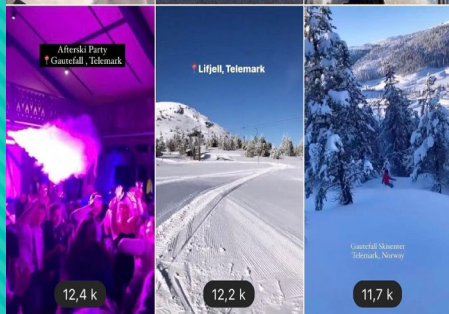 Afterski Party
📍Gautefall , Telemark
12,4 k
📍Lifjell, Telemark
12,2 k
Gautefall Skisenter
Telemark, Norway
11,7 k